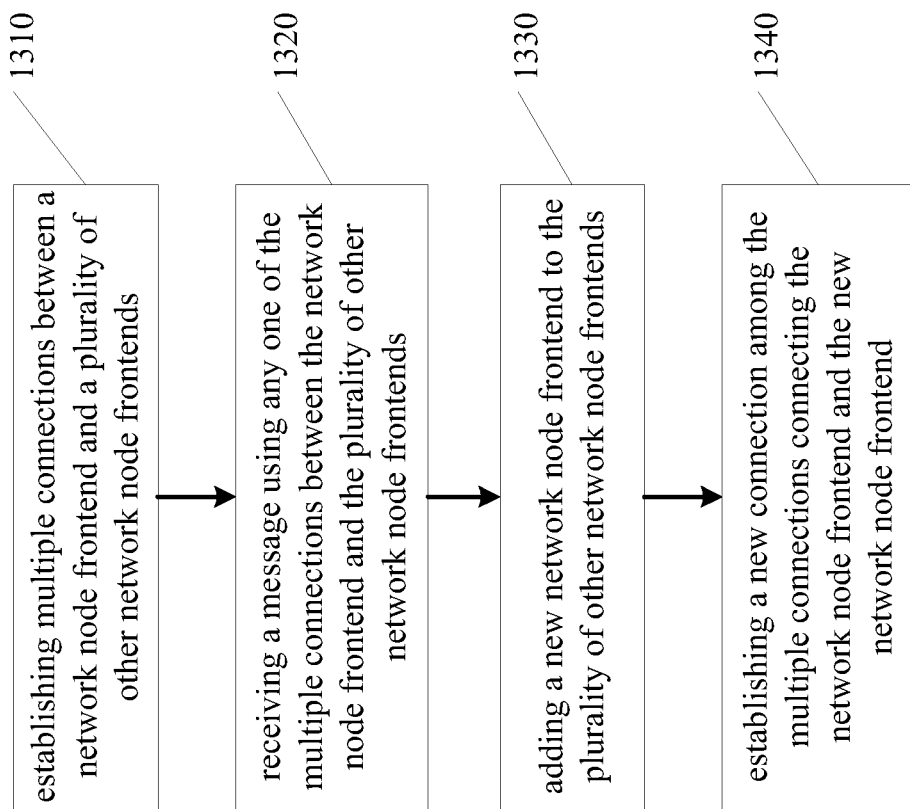 establishing multiple connections between a
network node frontend and a plurality of
other network node frontends
1310
receiving a message using any one of the
multiple connections between the network
node frontend and the plurality of other
network node frontends
1320
adding a new network node frontend to the
plurality of other network node frontends
1330
establishing a new connection among the
multiple connections connecting the
network node frontend and the new
network node frontend
1340